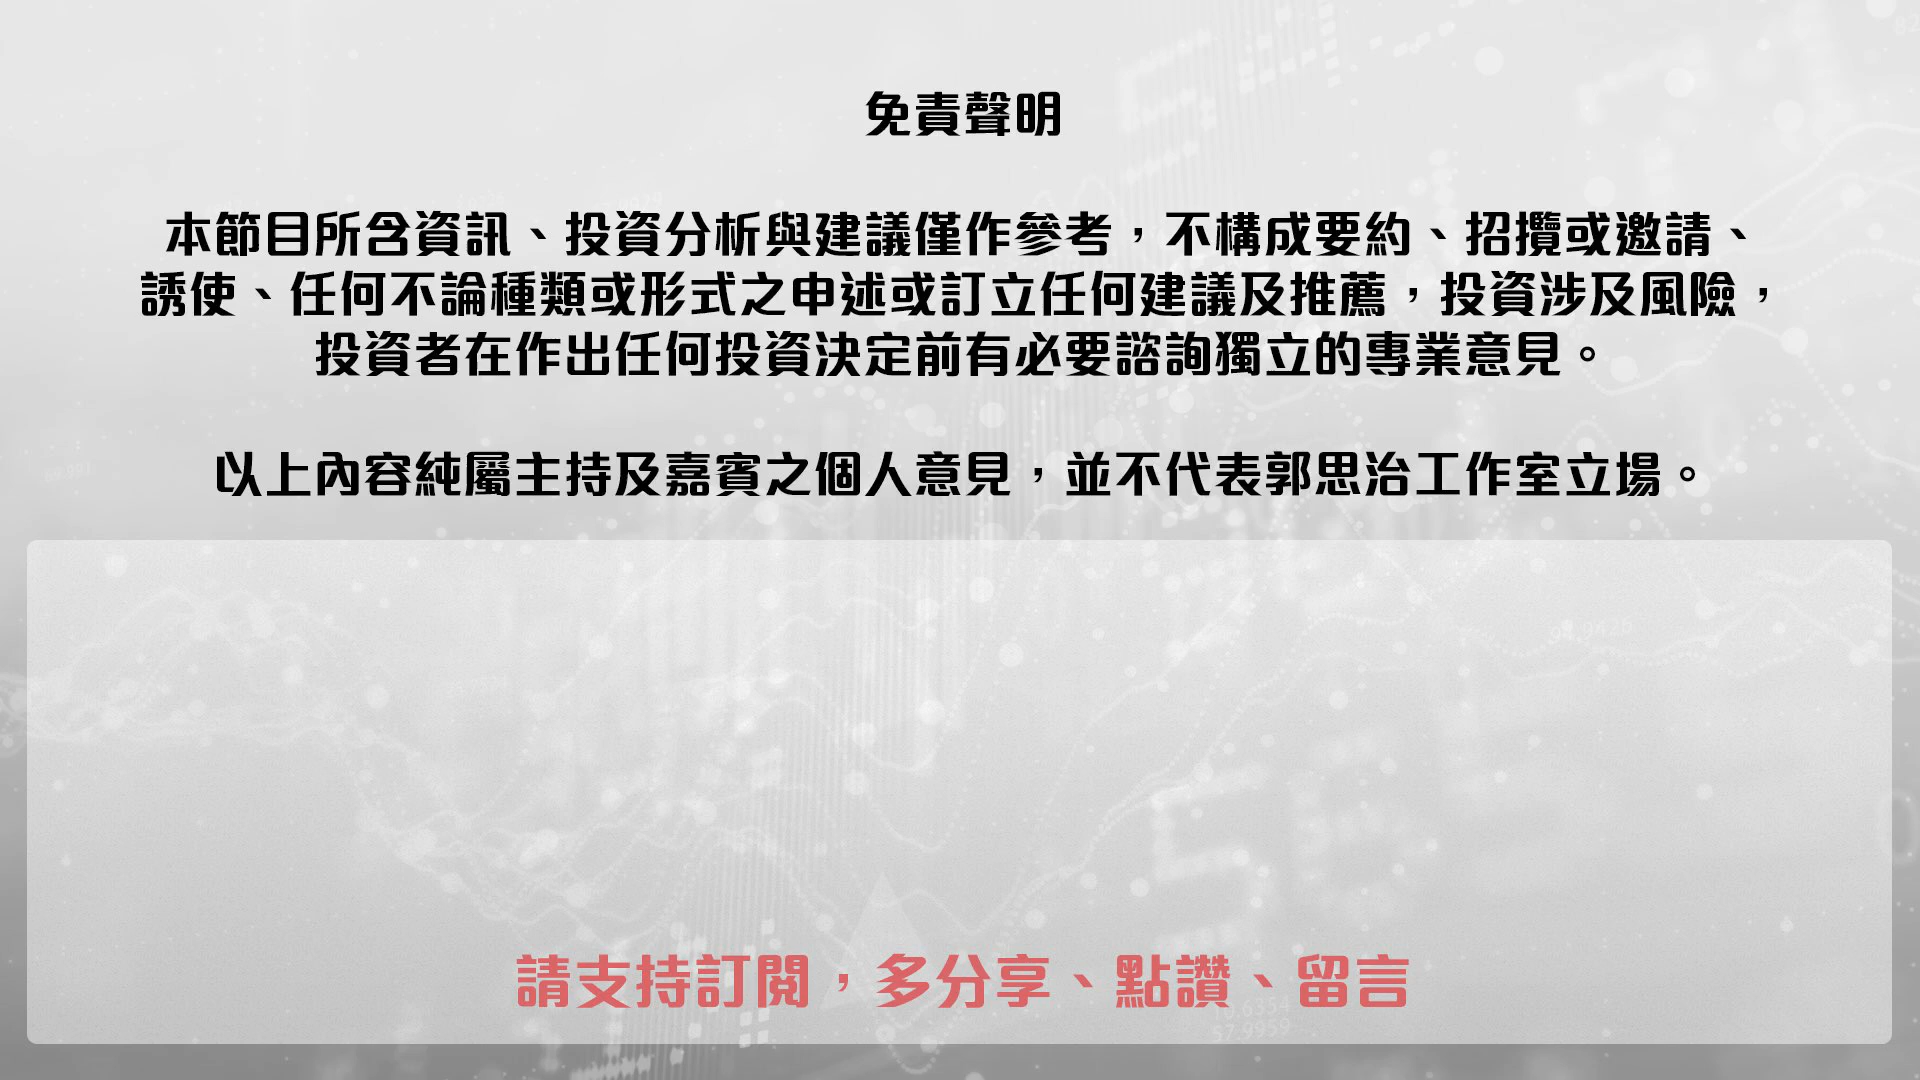 免責聲明
本節目所含資訊、投資分析與建議僅作參考，不構成要約、招攬或邀請、
誘使、任何不論種類或形式之申述或訂立任何建議及推薦，投資涉及風險，
投資者在作出任何投資決定前有必要諮詢獨立的專業意見。
以上內容純屬主持及嘉賓之個人意見，並不代表郭思治工作室立場。
請支持訂閱，多分享、點讚、留言